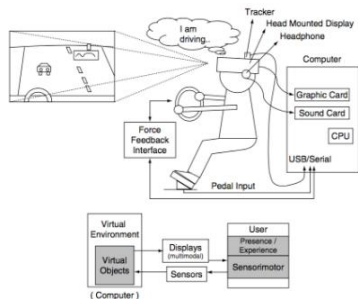 I am
driving..
Tracker
Head Mounted Display
Headphone
Computer
Graphic Card
Sound Card
CPU
USB/Serial
Force
Feedback
Interface
Pedal Input
Virtual
Environment
Virtual
Objects
( Computer )
Displays
(multimodal)
Sensors
User
Presence /
Experience
Sensorimotor